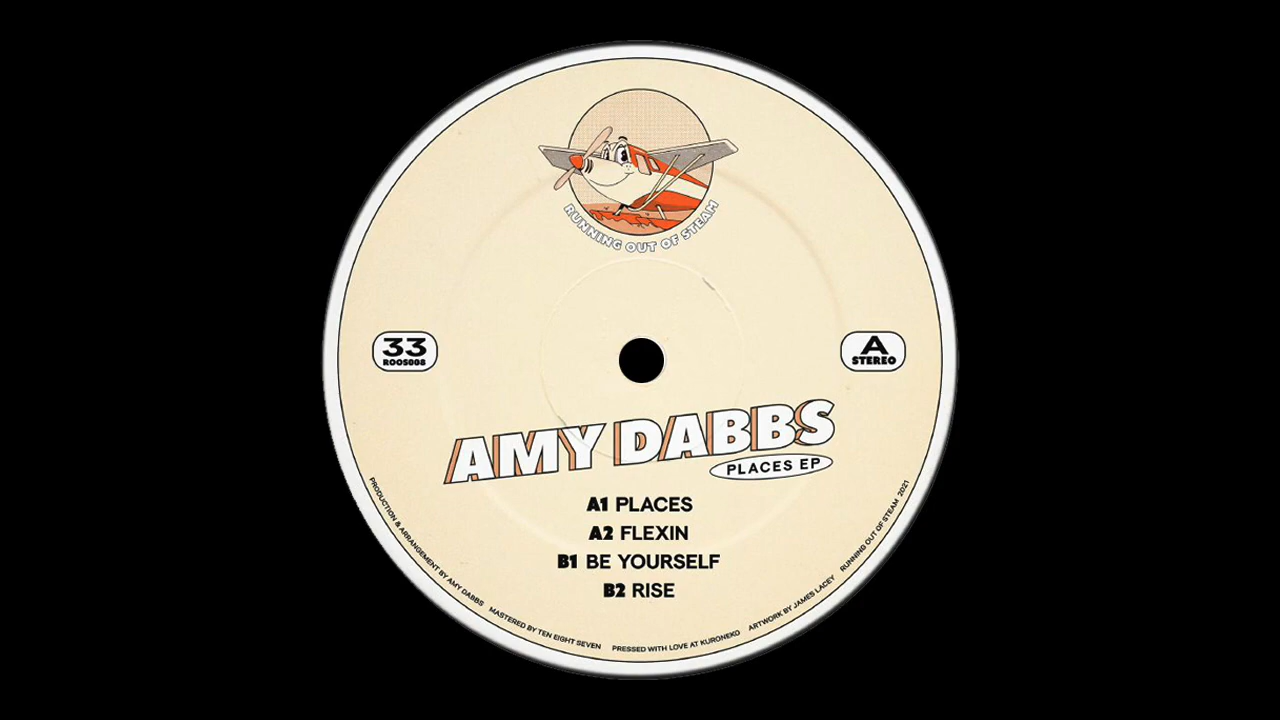 RUNNING OUT OF STEAM
33
ROOS008
A
STEREO
AMY DABBS
PLACES EP
A1 PLACES
A2 FLEXIN
B1 BE YOURSELF
B2 RISE
PRODUCTION & ARRANGEMENT BY AMY DABBS MASTERED BY TEN EIGHT SEVEN PRESSED WITH LOVE AT KURONEKO ARTWORK BY JAMES LACEY RUNNING OUT OF STEAM 2021